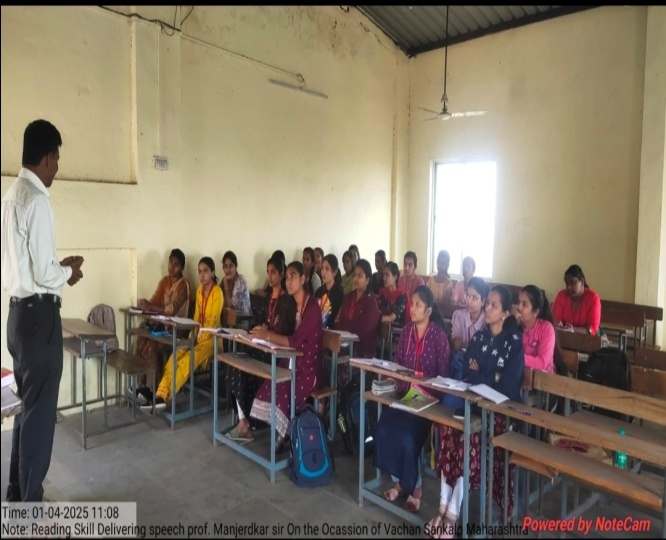 Time: 01-04-2025 11:08
Note: Reading Skill Delivering speech prof. Manjerdkar sir On the Ocassion of Vachan Sankalp Maharashtra
Powered by NoteCam